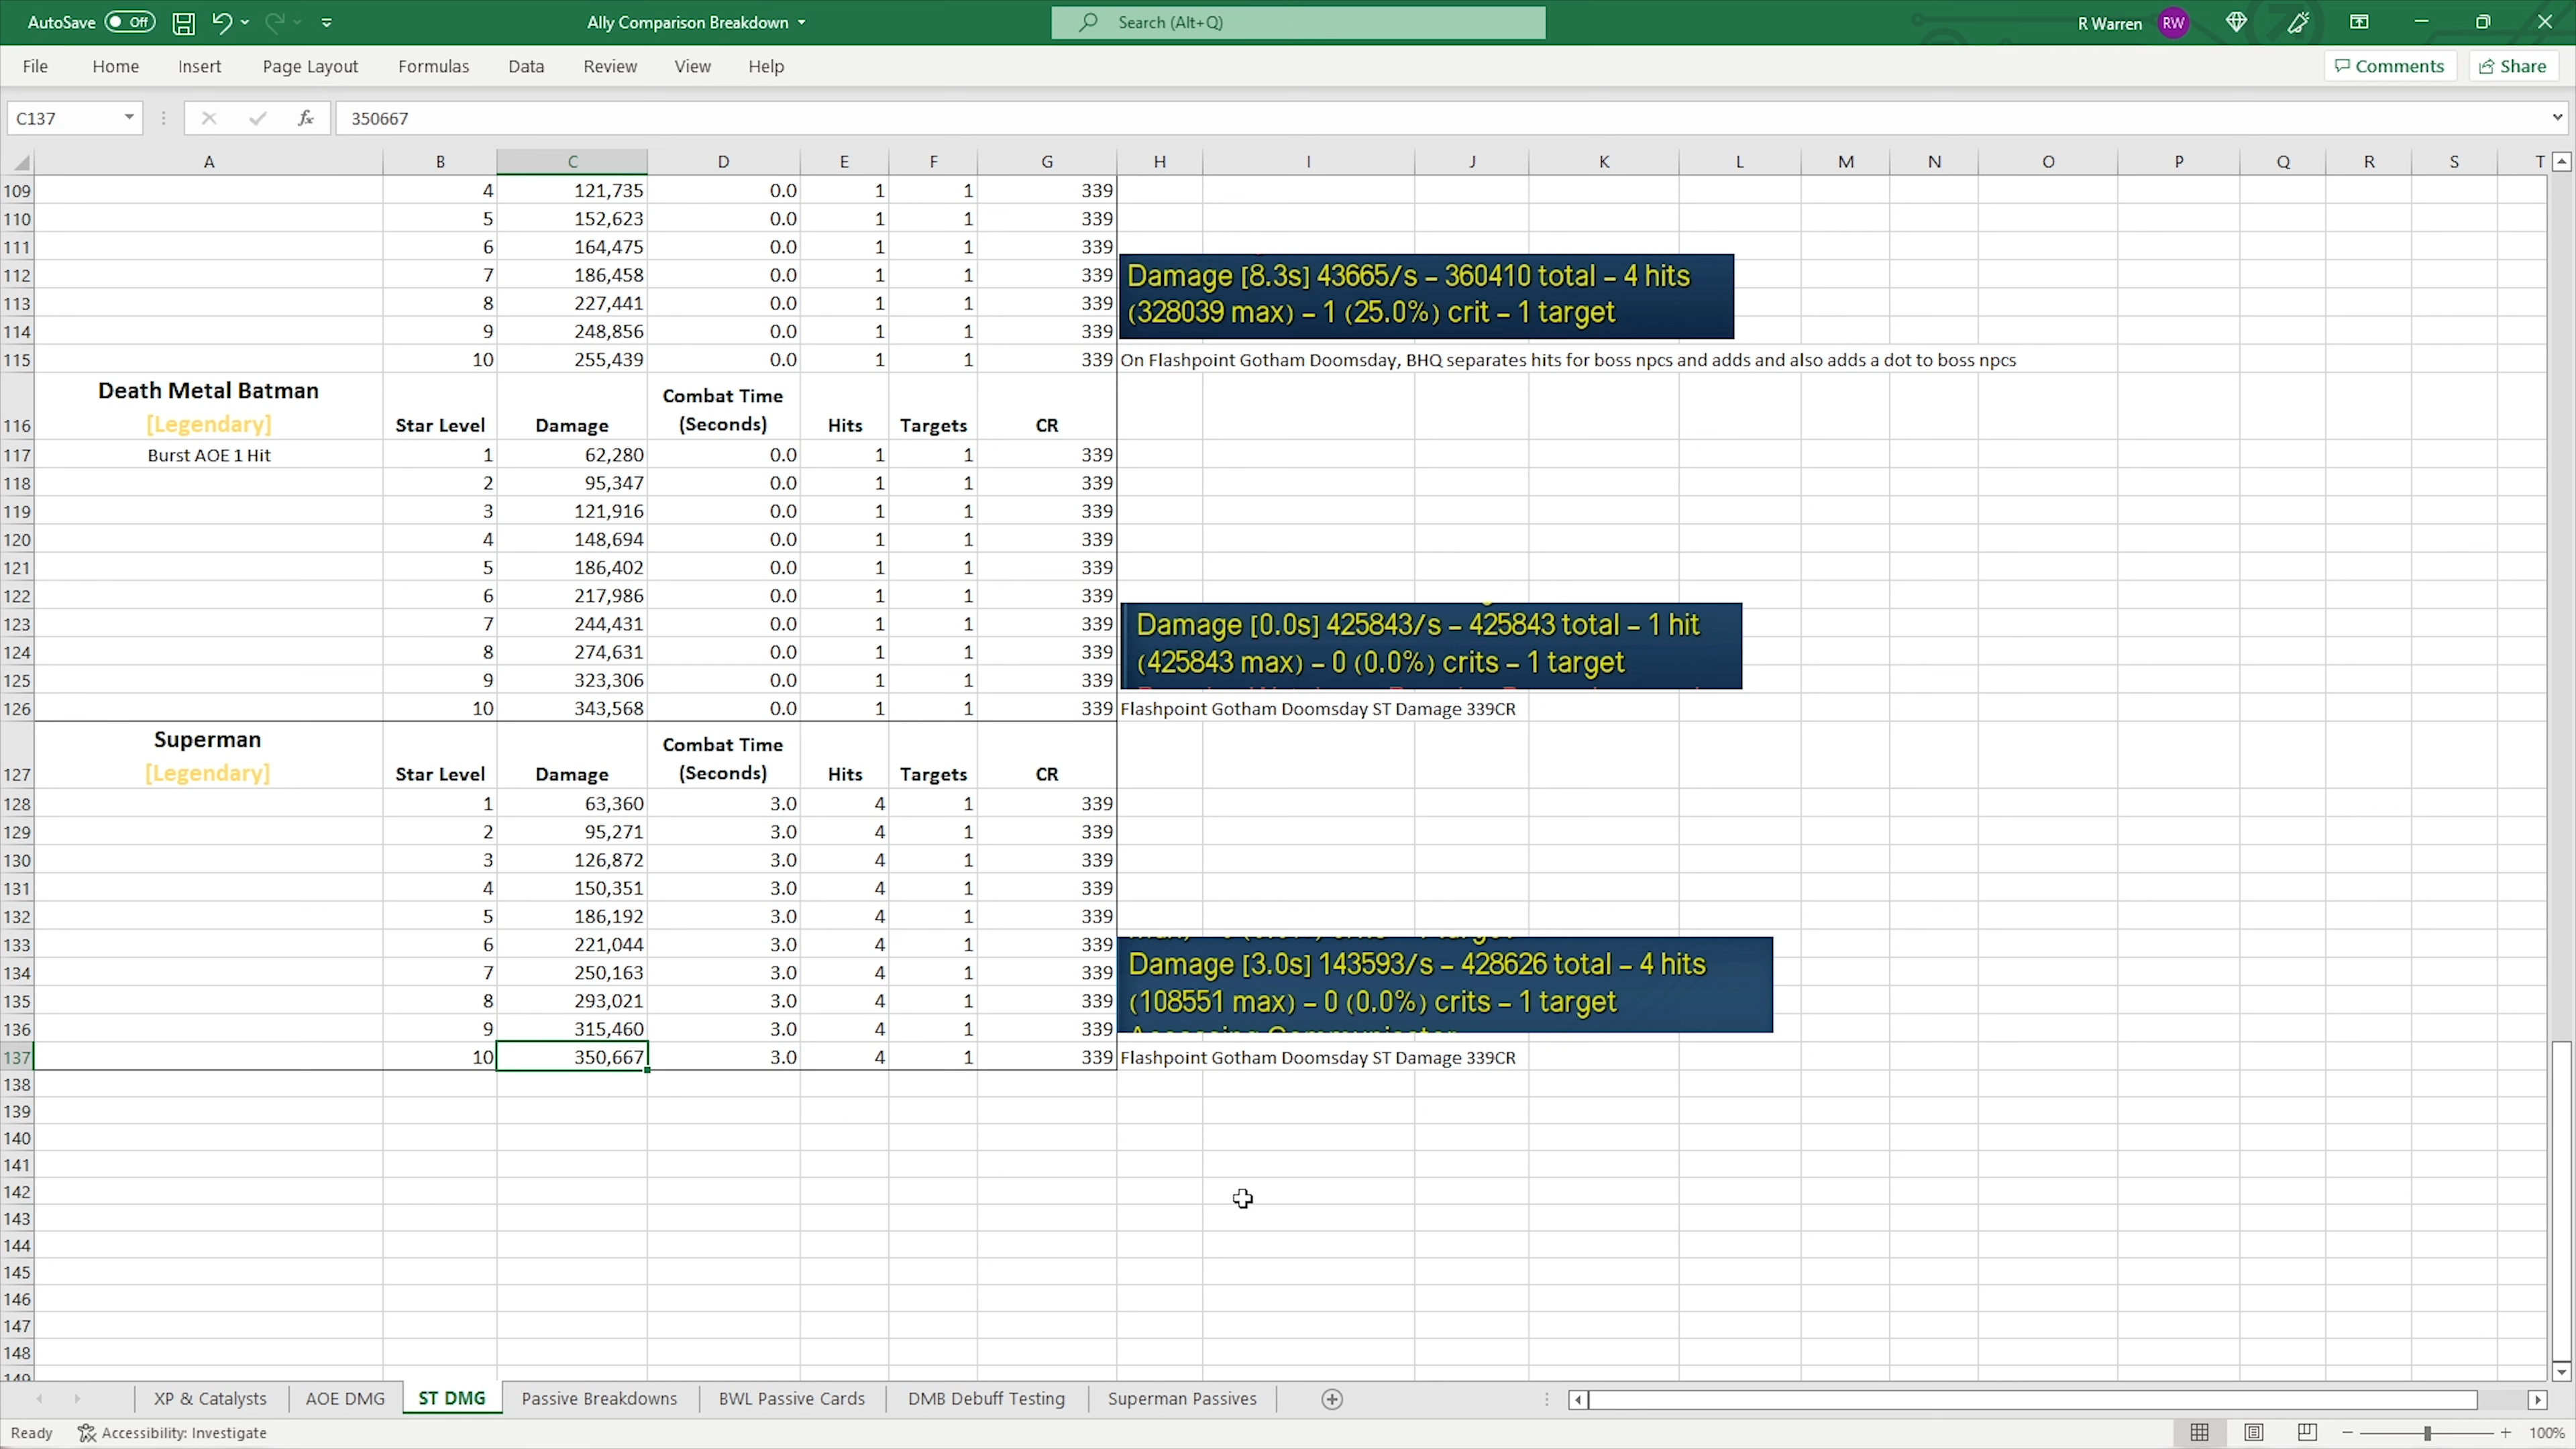 AutoSave Off Ally Comparison Breakdown Search (Alt+Q) R Warren RW
File Home Insert Page Layout Formulas Data Review View Help Comments Share
C137 fx 350667
A B C D E F G H I J K L M N O P Q R S T
109 4 121,735 0.0 1 1 339
110 5 152,623 0.0 1 1 339
111 6 164,475 0.0 1 1 339
112 7 186,458 0.0 1 1 339
113 8 227,441 0.0 1 1 339
114 9 248,856 0.0 1 1 339
Damage [8.3s] 43665/s – 360410 total – 4 hits
(328039 max) – 1 (25.0%) crit – 1 target
115 10 255,439 0.0 1 1 339 On Flashpoint Gotham Doomsday, BHQ separates hits for boss npcs and adds and also adds a dot to boss npcs
Death Metal Batman Combat Time
116 [Legendary] Star Level Damage (Seconds) Hits Targets CR
117 Burst AOE 1 Hit 1 62,280 0.0 1 1 339
118 2 95,347 0.0 1 1 339
119 3 121,916 0.0 1 1 339
120 4 148,694 0.0 1 1 339
121 5 186,402 0.0 1 1 339
122 6 217,986 0.0 1 1 339
123 7 244,431 0.0 1 1 339
124 8 274,631 0.0 1 1 339
125 9 323,306 0.0 1 1 339
Damage [0.0s] 425843/s – 425843 total – 1 hit
(425843 max) – 0 (0.0%) crits – 1 target
126 10 343,568 0.0 1 1 339 Flashpoint Gotham Doomsday ST Damage 339CR
Superman Combat Time
127 [Legendary] Star Level Damage (Seconds) Hits Targets CR
128 1 63,360 3.0 4 1 339
129 2 95,271 3.0 4 1 339
130 3 126,872 3.0 4 1 339
131 4 150,351 3.0 4 1 339
132 5 186,192 3.0 4 1 339
133 6 221,044 3.0 4 1 339
134 7 250,163 3.0 4 1 339
135 8 293,021 3.0 4 1 339
136 9 315,460 3.0 4 1 339
Damage [3.0s] 143593/s – 428626 total – 4 hits
(108551 max) – 0 (0.0%) crits – 1 target
137 10 350,667 3.0 4 1 339 Flashpoint Gotham Doomsday ST Damage 339CR
138
139
140
141
142
143
144
145
146
147
148
149
XP & Catalysts AOE DMG ST DMG Passive Breakdowns BWL Passive Cards DMB Debuff Testing Superman Passives
Ready Accessibility: Investigate 100%